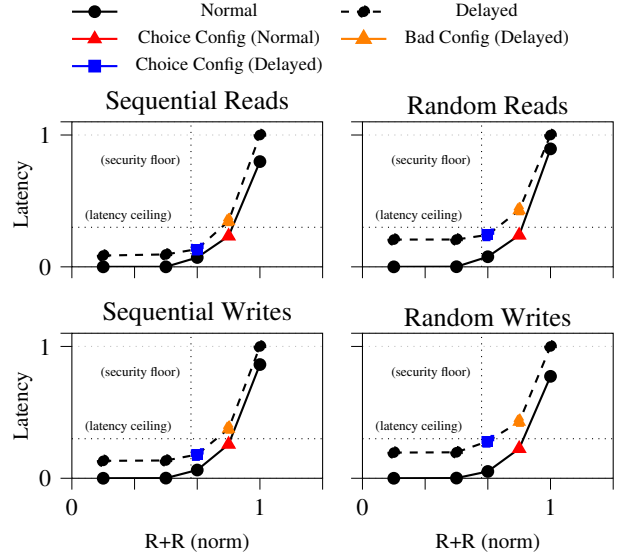 Normal
Delayed
Choice Config (Normal)
Bad Config (Delayed)
Choice Config (Delayed)
Sequential Reads
Random Reads
1
(security floor)
(security floor)
Latency
(latency ceiling)
(latency ceiling)
0
Sequential Writes
Random Writes
1
(security floor)
(security floor)
Latency
(latency ceiling)
(latency ceiling)
0
0
1
0
1
R+R (norm)
R+R (norm)